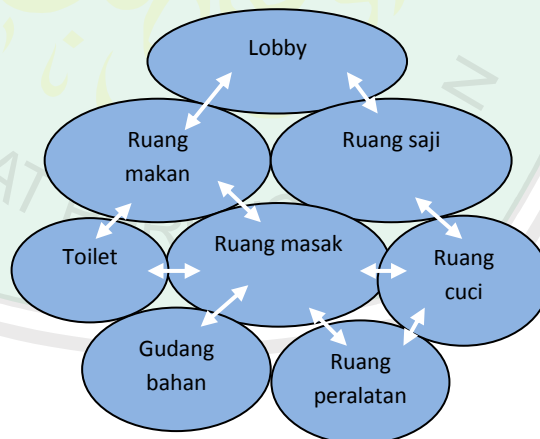 Lobby
Ruang
makan
Ruang saji
Toilet
Ruang masak
Ruang
cuci
Gudang
bahan
Ruang
peralatan